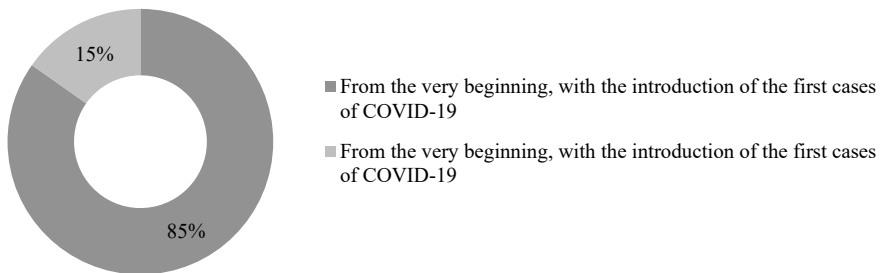 15%
From the very beginning, with the introduction of the first cases
of COVID-19
From the very beginning, with the introduction of the first cases
of COVID-19
85%